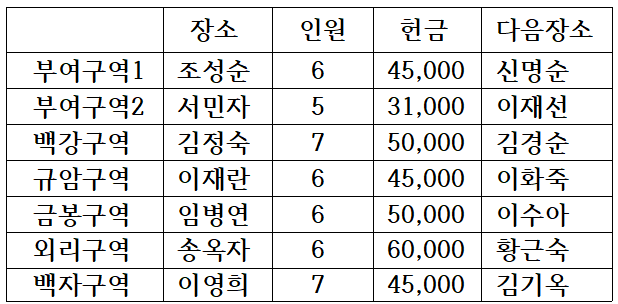 장소 인원 헌금 다음장소
부여구역1 조성순 6 45,000 신명순
부여구역2 서민자 5 31,000 이재선
백강구역 김정숙 7 50,000 김경순
규암구역 이재란 6 45,000 이화죽
금봉구역 임병연 6 50,000 이수아
외리구역 송옥자 6 60,000 황근숙
백자구역 이영희 7 45,000 김기옥